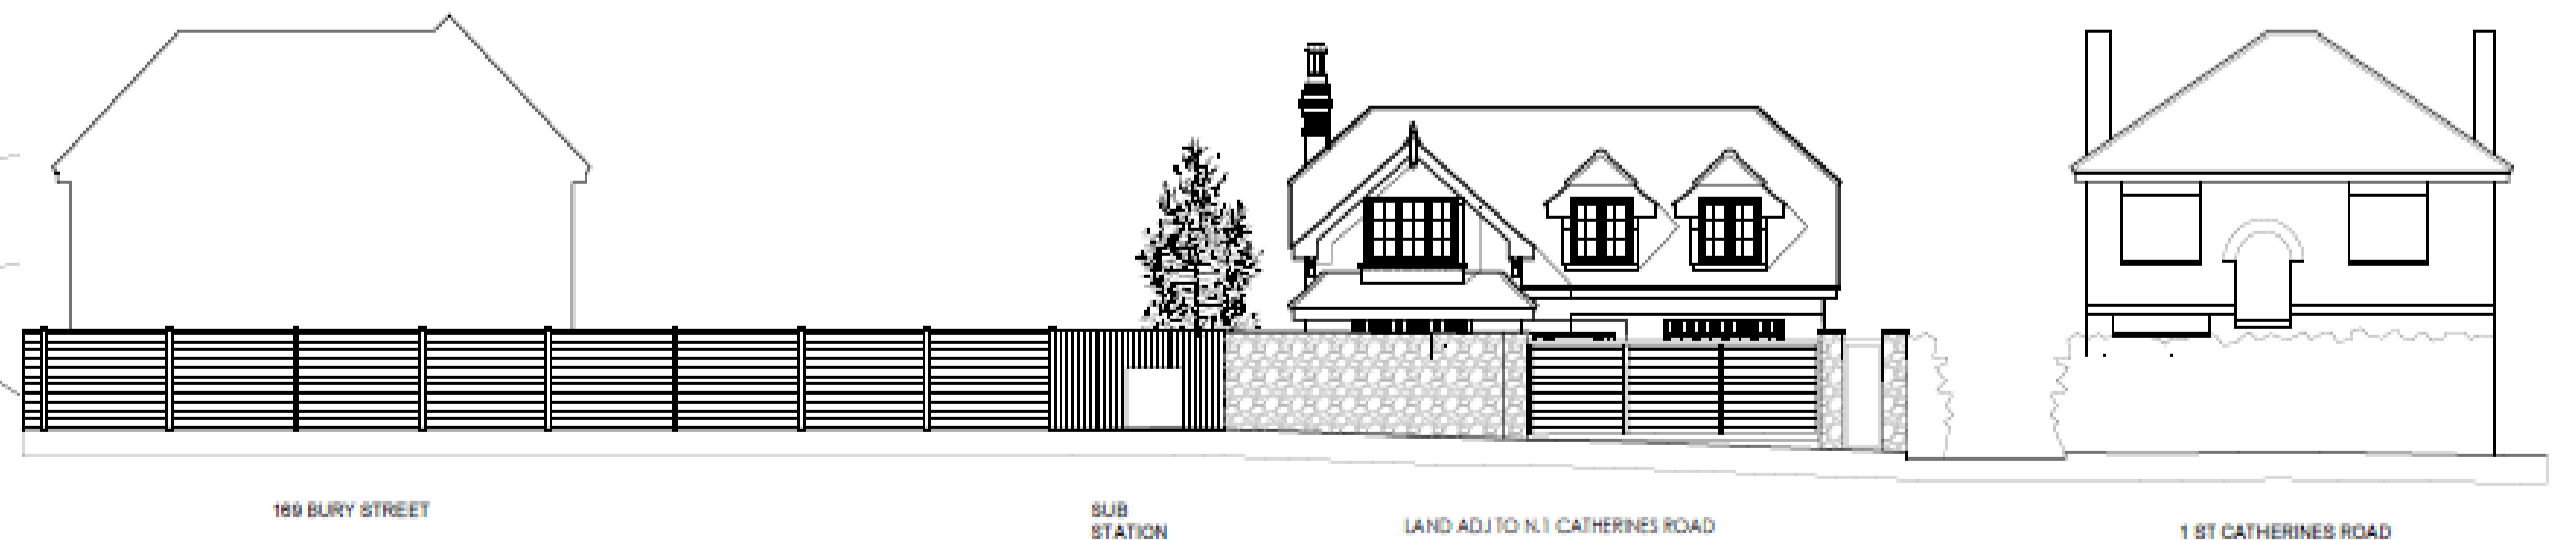 169 BURY STREET
SUB
STATION
LAND ADJ TO N.1 CATHERINES ROAD
1 ST CATHERINES ROAD